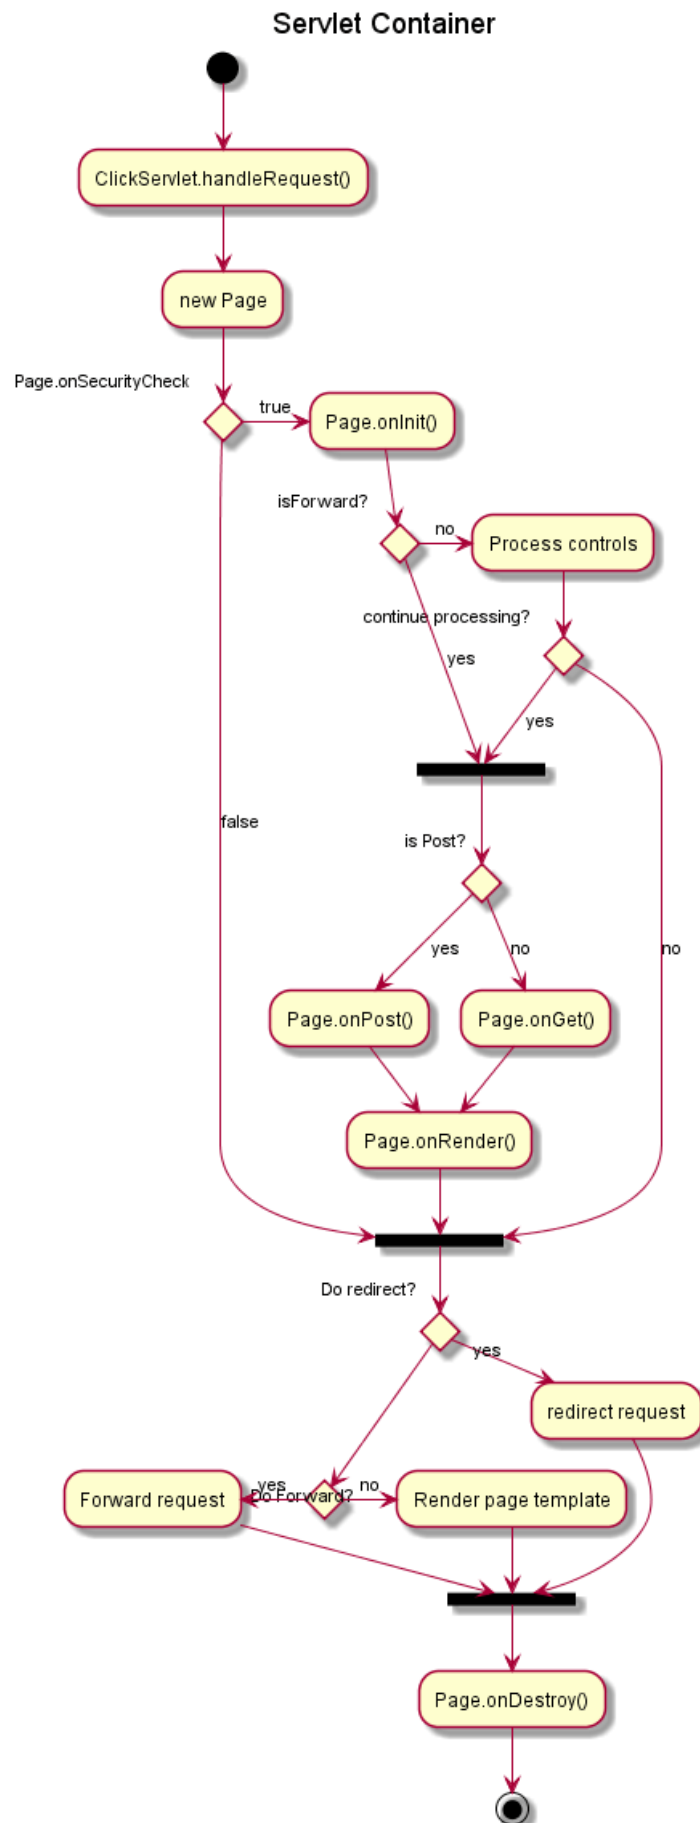 Servlet Container
ClickServlet.handleRequest()
new Page
Page.onSecurityCheck
true
Page.onInit()
isForward?
no
Process controls
continue processing?
yes
yes
false
is Post?
yes
no
no
Page.onPost()
Page.onGet()
Page.onRender()
Do redirect?
yes
redirect request
Forward request
yes
Do Forward?
no
Render page template
Page.onDestroy()